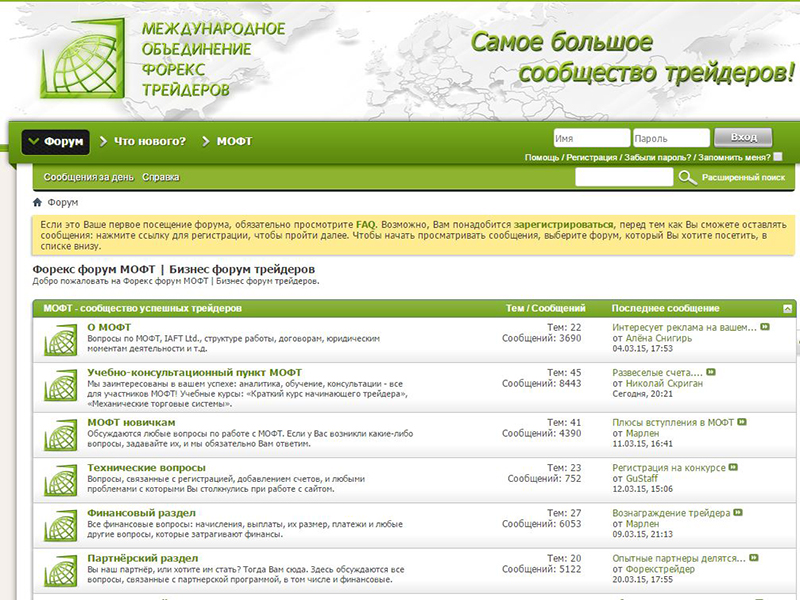 МЕЖДУНАРОДНОЕ
ОБЪЕДИНЕНИЕ
ФОРЕКС
ТРЕЙДЕРОВ
Самое большое
сообщество трейдеров!
Форум Что нового? МОФТ
Имя Пароль Вход
Помощь / Регистрация / Забыли пароль? / Запомнить меня?
Сообщения за день Справка Расширенный поиск
Форум
Если это Ваше первое посещение форума, обязательно просмотрите FAQ. Возможно, Вам понадобится зарегистрироваться, перед тем как Вы сможете оставлять
сообщения: нажмите ссылку для регистрации, чтобы пройти далее. Чтобы начать просматривать сообщения, выберите форум, который Вы хотите посетить, в
списке внизу.
Форекс форум МОФТ | Бизнес форум трейдеров
Добро пожаловать на Форекс форум МОФТ | Бизнес форум трейдеров.
МОФТ - сообщество успешных трейдеров Тем / Сообщений Последнее сообщение
О МОФТ
Вопросы по МОФТ, IAFT Ltd., структуре работы, договорам, юридическим
моментам деятельности и т.д.
Тем: 22
Сообщений: 3690
Интересует реклама на вашем...
от Алёна Снигирь
04.03.15, 17:53
Учебно-консультационный пункт МОФТ
Мы заинтересованы в вашем успехе: аналитика, обучение, консультации - все
для участников МОФТ! Учебные курсы: «Краткий курс начинающего трейдера»,
«Механические торговые системы».
Тем: 45
Сообщений: 8443
Развеселые счета....
от Николай Скриган
Сегодня, 20:21
МОФТ новичкам
Обсуждаются любые вопросы по работе с МОФТ. Если у Вас возникли какие-либо
вопросы, задавайте их, и мы обязательно Вам ответим.
Тем: 41
Сообщений: 4390
Плюсы вступления в МОФТ
от Марлен
11.03.15, 16:41
Технические вопросы
Вопросы, связанные с регистрацией, добавлением счетов, и любыми
проблемами с которыми Вы столкнулись при работе с сайтом.
Тем: 23
Сообщений: 752
Регистрация на конкурсе
от GuStaff
12.03.15, 15:06
Финансовый раздел
Все финансовые вопросы: начисления, выплаты, их размер, платежи и любые
другие вопросы, которые затрагивают финансы.
Тем: 27
Сообщений: 6053
Вознаграждение трейдера
от Марлен
09.03.15, 21:13
Партнёрский раздел
Вы наш партнёр, или хотите им стать? Тогда Вам сюда. Здесь обсуждаются все
вопросы, связанные с партнерской программой, в том числе и финансовые.
Тем: 20
Сообщений: 5122
Опытные партнеры делятся...
от Форекстрейдер
20.03.15, 17:55